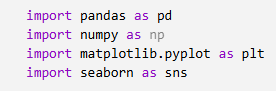 import pandas as pd
import numpy as np
import matplotlib.pyplot as plt
import seaborn as sns